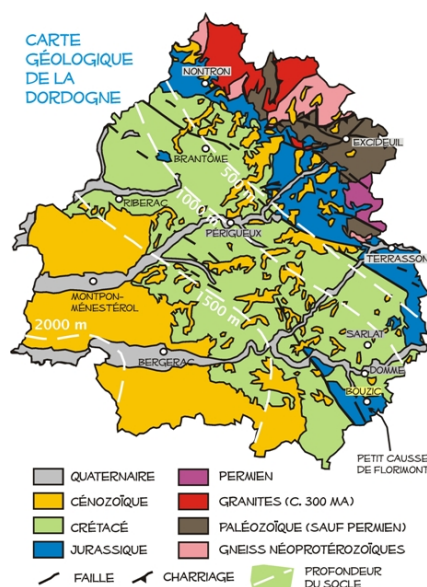 CARTE
GÉOLOGIQUE
DE LA
DORDOGNE
NONTRON
EXCIDEUIL
BRANTÔME
500 m
1000 m
RIBERAC
PÉRIGUEUX
TERRASSON
MONTPON-
MÉNESTÉROL
1500 m
2000 m
SARLAT
BERGERAC
DOMME
BOUZIC
PETIT CAUSSE
DE FLORIMONT
QUATERNAIRE
PERMIEN
CÉNOZOÏQUE
GRANITES (C. 300 MA)
CRÉTACÉ
PALÉOZOÏQUE (SAUF PERMIEN)
JURASSIQUE
GNEISS NÉOPROTÉROZOÏQUES
FAILLE
CHARRIAGE
PROFONDEUR
DU SOCLE